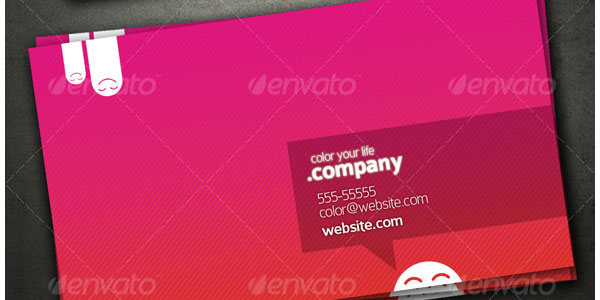 envato envato envato
color your life
.company
555-55555
color@website.com
website.com
envato envato envato